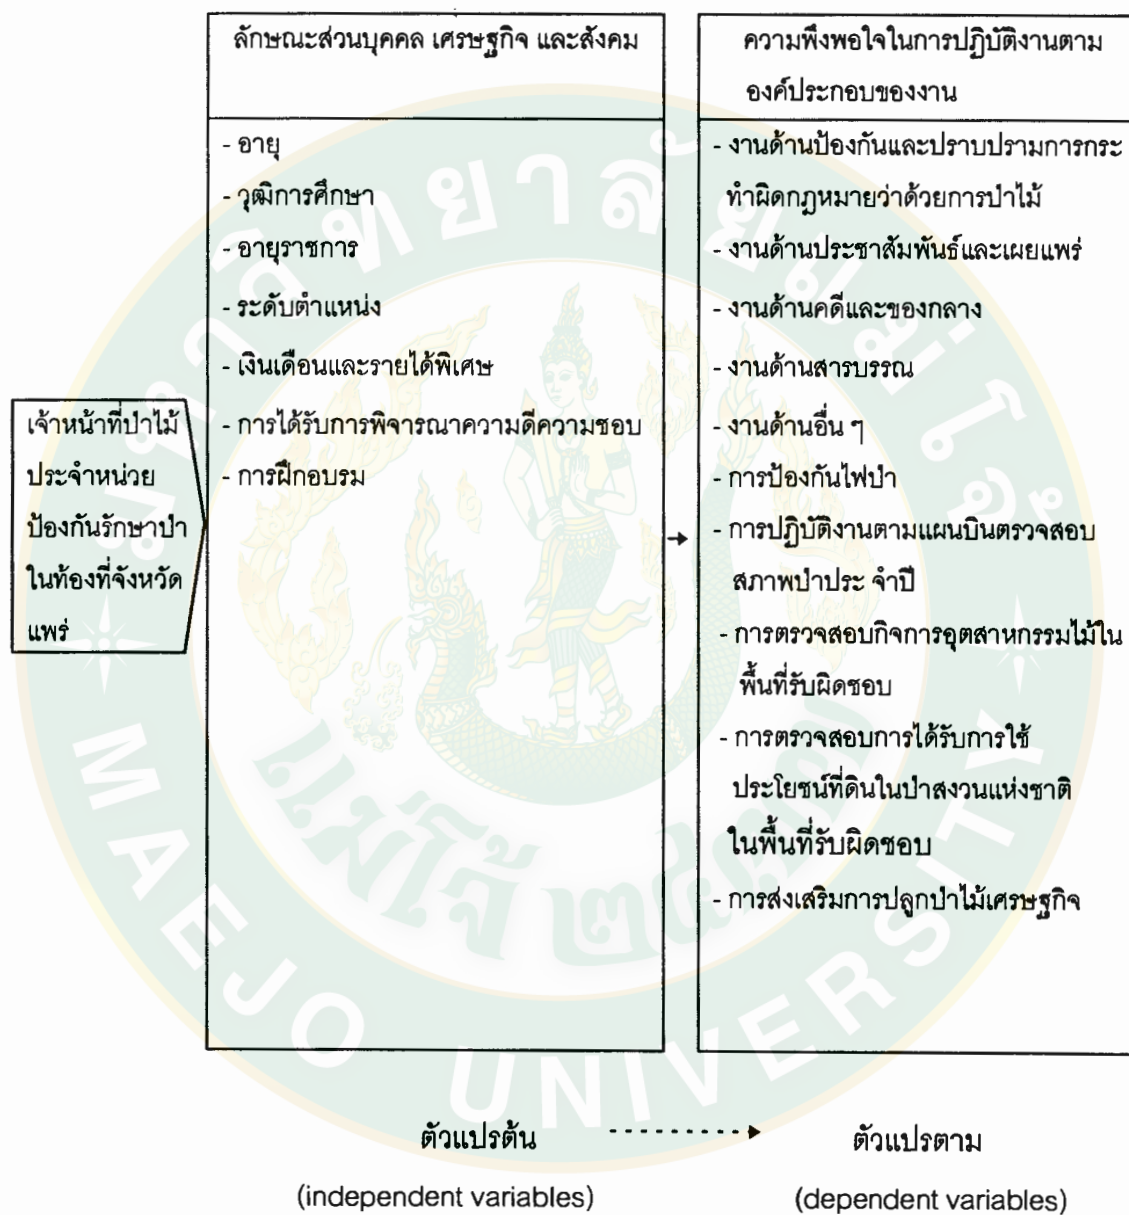 ลักษณะส่วนบุคคล เศรษฐกิจ และสังคม
- อายุ
- วุฒิการศึกษา
- อายุราชการ
- ระดับตำแหน่ง
- เงินเดือนและรายได้พิเศษ
- การได้รับการพิจารณาความดีความชอบ
- การฝึกอบรม
เจ้าหน้าที่ป่าไม้
ประจำหน่วย
ป้องกันรักษาป่า
ในท้องที่จังหวัด
แพร่
ความพึงพอใจในการปฏิบัติงานตาม
องค์ประกอบของงาน
- งานด้านป้องกันและปราบปรามการกระ
ทำผิดกฎหมายว่าด้วยการป่าไม้
- งานด้านประชาสัมพันธ์และเผยแพร่
- งานด้านคดีและของกลาง
- งานด้านสารบรรณ
- งานด้านอื่น ๆ
- การป้องกันไฟป่า
- การปฏิบัติงานตามแผนบินตรวจสอบ
สภาพป่าประ จำปี
- การตรวจสอบกิจการอุตสาหกรรมไม้ใน
พื้นที่รับผิดชอบ
- การตรวจสอบการได้รับการใช้
ประโยชน์ที่ดินในป่าสงวนแห่งชาติ
ในพื้นที่รับผิดชอบ
- การส่งเสริมการปลูกป่าไม้เศรษฐกิจ
ตัวแปรต้น
(independent variables)
ตัวแปรตาม
(dependent variables)
มหาวิทยาลัยแม่โจ้
แม่โจ้ ๒๔๗๗
MAEJO UNIVERSITY